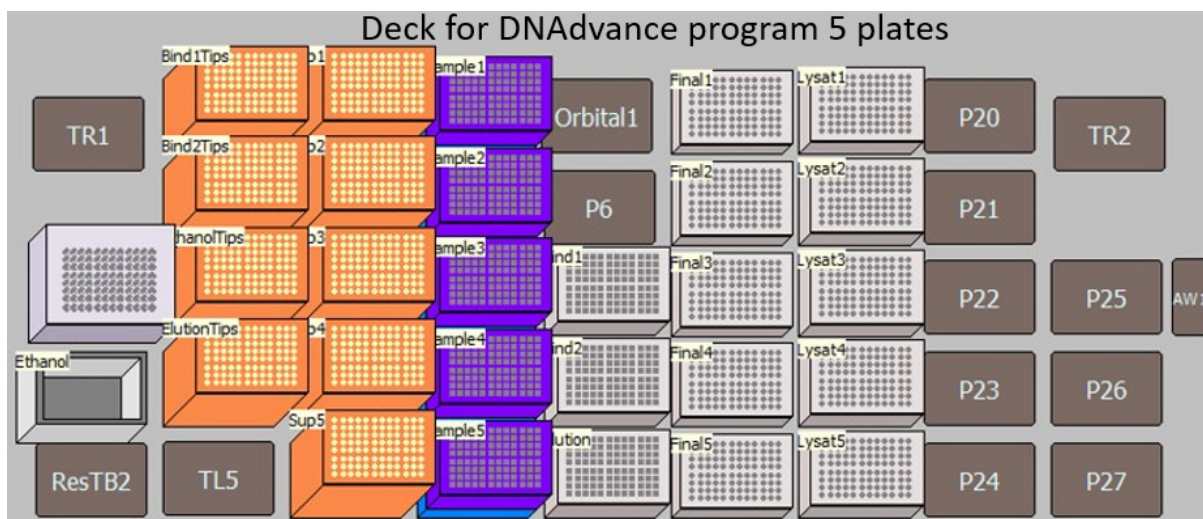 Deck for DNAdvance program 5 plates
TR1
Bind1Tips
Bind2Tips
hanolTips
ElutionTips
Ethanol
ResTB2
TL5
p1
p2
p3
p4
Sup5
ample1
ample2
ample3
ample4
ample5
Orbital1
P6
ind1
ind2
lution
Final1
Final2
Final3
Final4
Final5
Lysat1
Lysat2
Lysat3
Lysat4
Lysat5
P20
P21
P22
P23
P24
TR2
P25
P26
P27
AW1